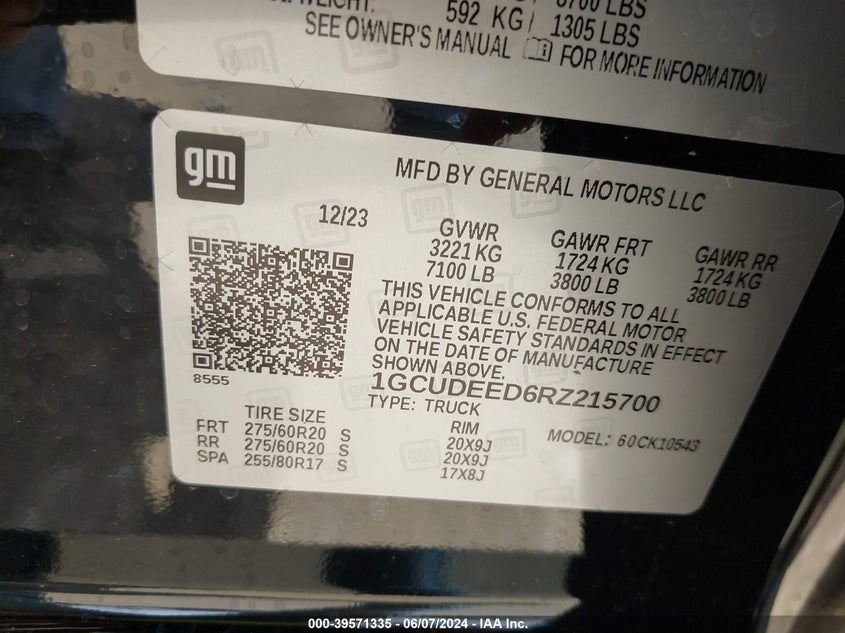 8700 LBS
WEIGHT: 592 KG / 1305 LBS
SEE OWNER'S MANUAL FOR MORE INFORMATION
gm
MFD BY GENERAL MOTORS LLC
12/23
GVWR GAWR FRT GAWR RR
3221 KG 1724 KG 1724 KG
7100 LB 3800 LB 3800 LB
THIS VEHICLE CONFORMS TO ALL
APPLICABLE U.S. FEDERAL MOTOR
VEHICLE SAFETY STANDARDS IN EFFECT
ON THE DATE OF MANUFACTURE
SHOWN ABOVE.
8555
1GCUDEED6RZ215700
TYPE: TRUCK
MODEL: 60CK10543
TIRE SIZE RIM
FRT 275/60R20 S 20X9J
RR 275/60R20 S 20X9J
SPA 255/80R17 S 17X8J
000-39571335 - 06/07/2024 - IAA Inc.